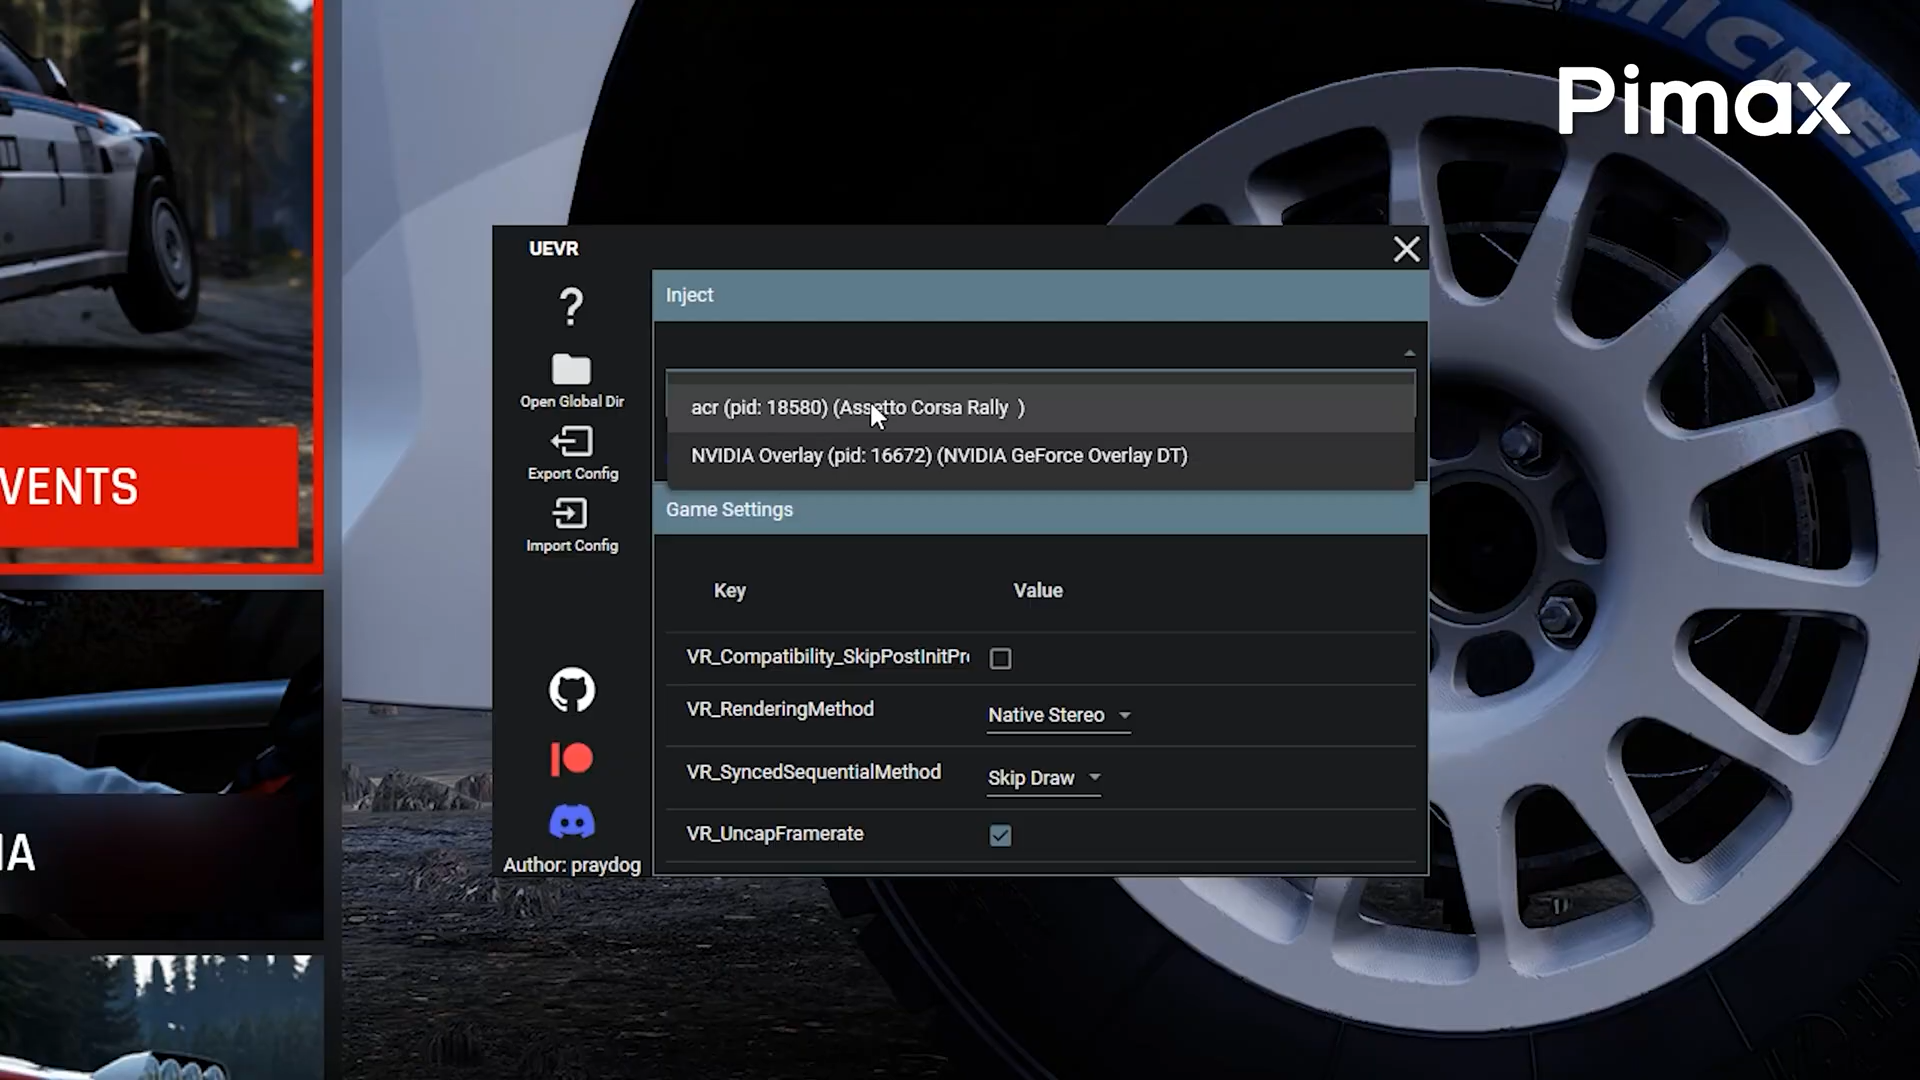 MICHEL
Pimax
UEVR
Inject
Open Global Dir
acr (pid: 18580) (Assetto Corsa Rally )
NVIDIA Overlay (pid: 16672) (NVIDIA GeForce Overlay DT)
Export Config
Import Config
Game Settings
Key Value
VR_Compatibility_SkipPostInitPr
VR_RenderingMethod Native Stereo
VR_SyncedSequentialMethod Skip Draw
VR_UncapFramerate
Author: praydog
VENTS
IA
1